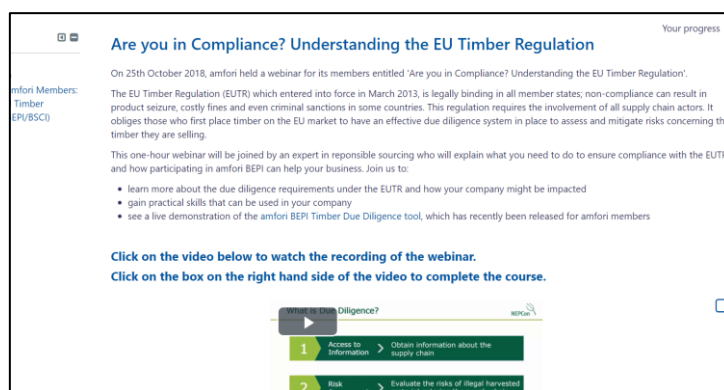 Your progress
Are you in Compliance? Understanding the EU Timber Regulation
mfori Members:
Timber
EPI/BSCI)
On 25th October 2018, amfori held a webinar for its members entitled 'Are you in Compliance? Understanding the EU Timber Regulation'.
The EU Timber Regulation (EUTR) which entered into force in March 2013, is legally binding in all member states; non-compliance can result in
product seizure, costly fines and even criminal sanctions in some countries. This regulation requires the involvement of all supply chain actors. It
obliges those who first place timber on the EU market to have an effective due diligence system in place to assess and mitigate risks concerning th
timber they are selling.
This one-hour webinar will be joined by an expert in reponsible sourcing who will explain what you need to do to ensure compliance with the EUT
and how participating in amfori BEPI can help your business. Join us to:
• learn more about the due diligence requirements under the EUTR and how your company might be impacted
• gain practical skills that can be used in your company
• see a live demonstration of the amfori BEPI Timber Due Diligence tool, which has recently been released for amfori members
Click on the video below to watch the recording of the webinar.
Click on the box on the right hand side of the video to complete the course.
What is Due Diligence?
NEPCon
1 Access to Information > Obtain information about the supply chain
2 Risk > Evaluate the risks of illegal harvested